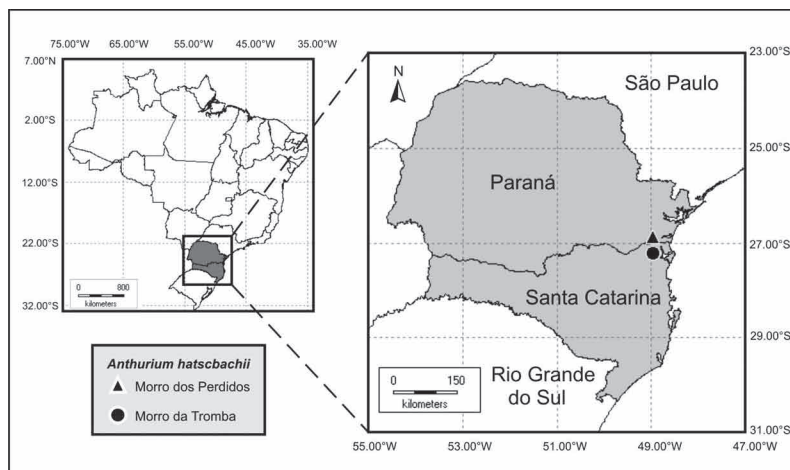 75.00°W 65.00°W 55.00°W 45.00°W 35.00°W
7.00°N
2.00°S
12.00°S
22.00°S
32.00°S
0 800
kilometers
Anthurium hatscbachii
Morro dos Perdidos
Morro da Tromba
N
São Paulo
Paraná
Santa Catarina
Rio Grande
do Sul
0 150
kilometers
23.00°S
25.00°S
27.00°S
29.00°S
31.00°S
55.00°W 53.00°W 51.00°W 49.00°W 47.00°W